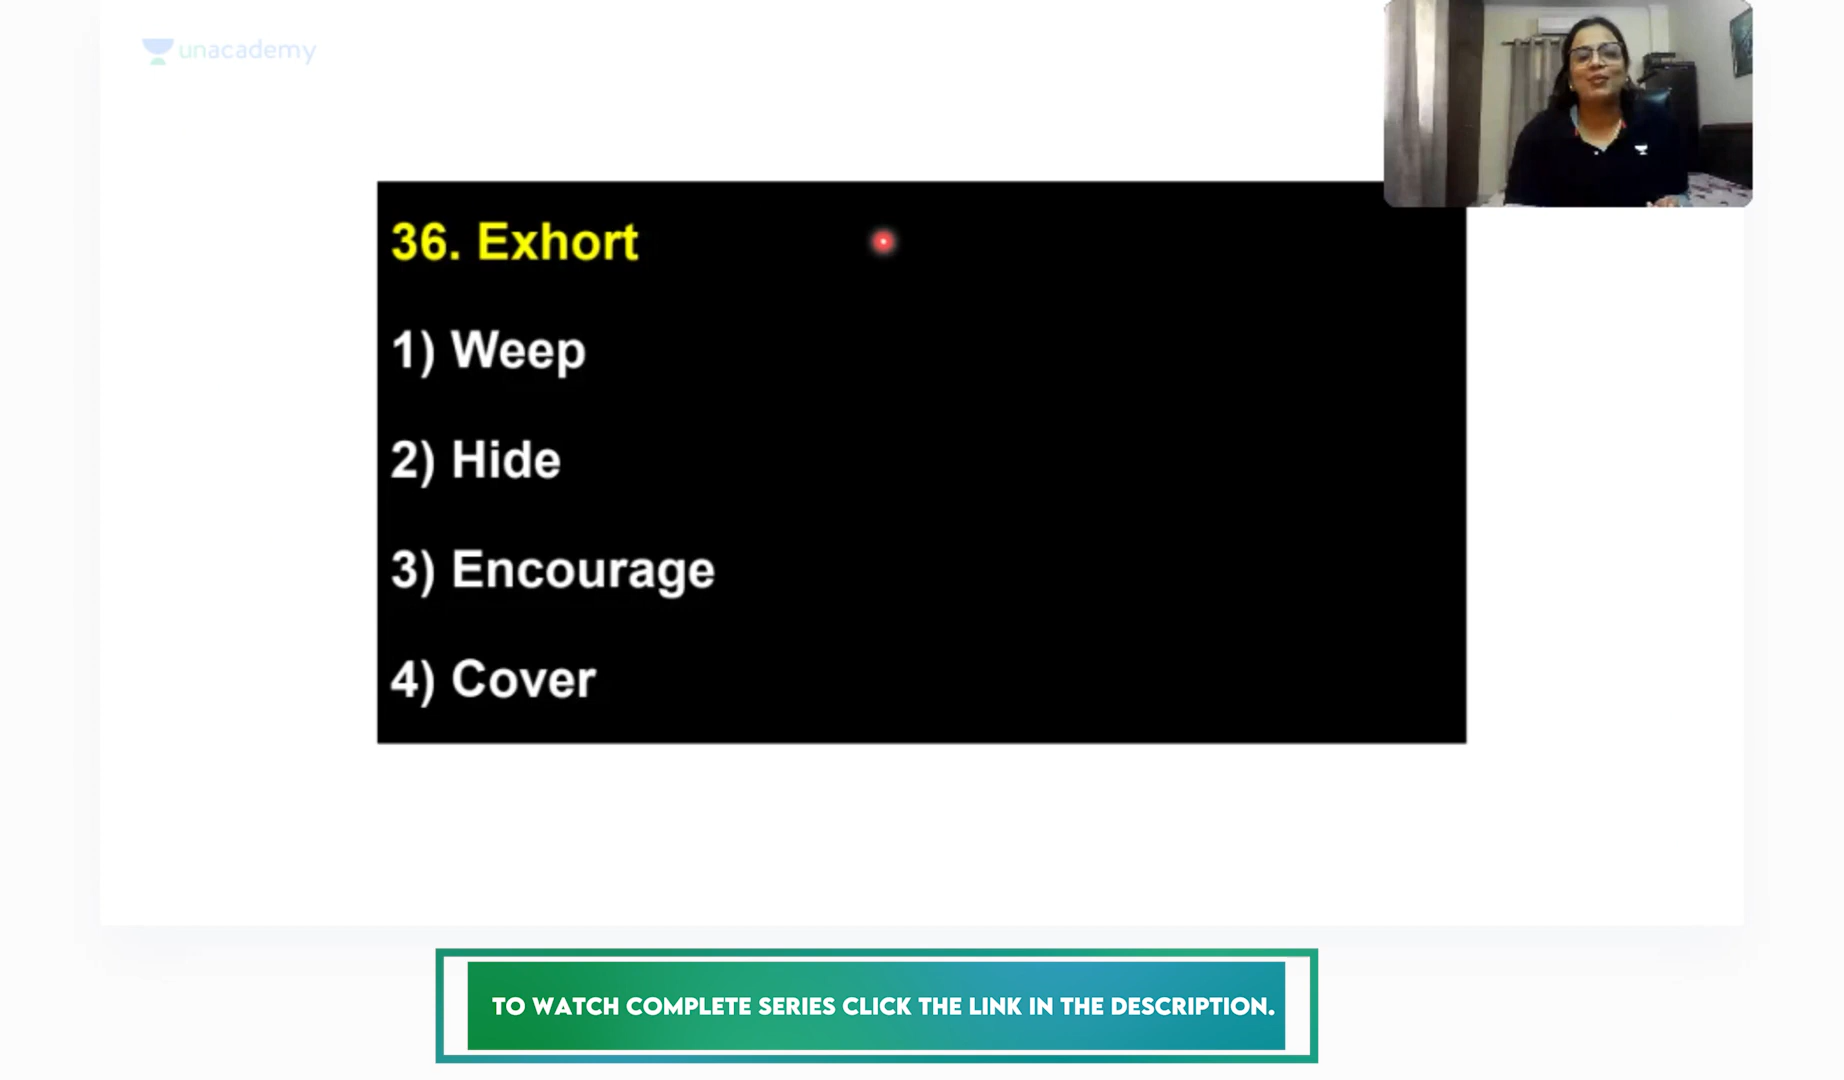 unacademy
36. Exhort
1) Weep
2) Hide
3) Encourage
4) Cover
TO WATCH COMPLETE SERIES CLICK THE LINK IN THE DESCRIPTION.